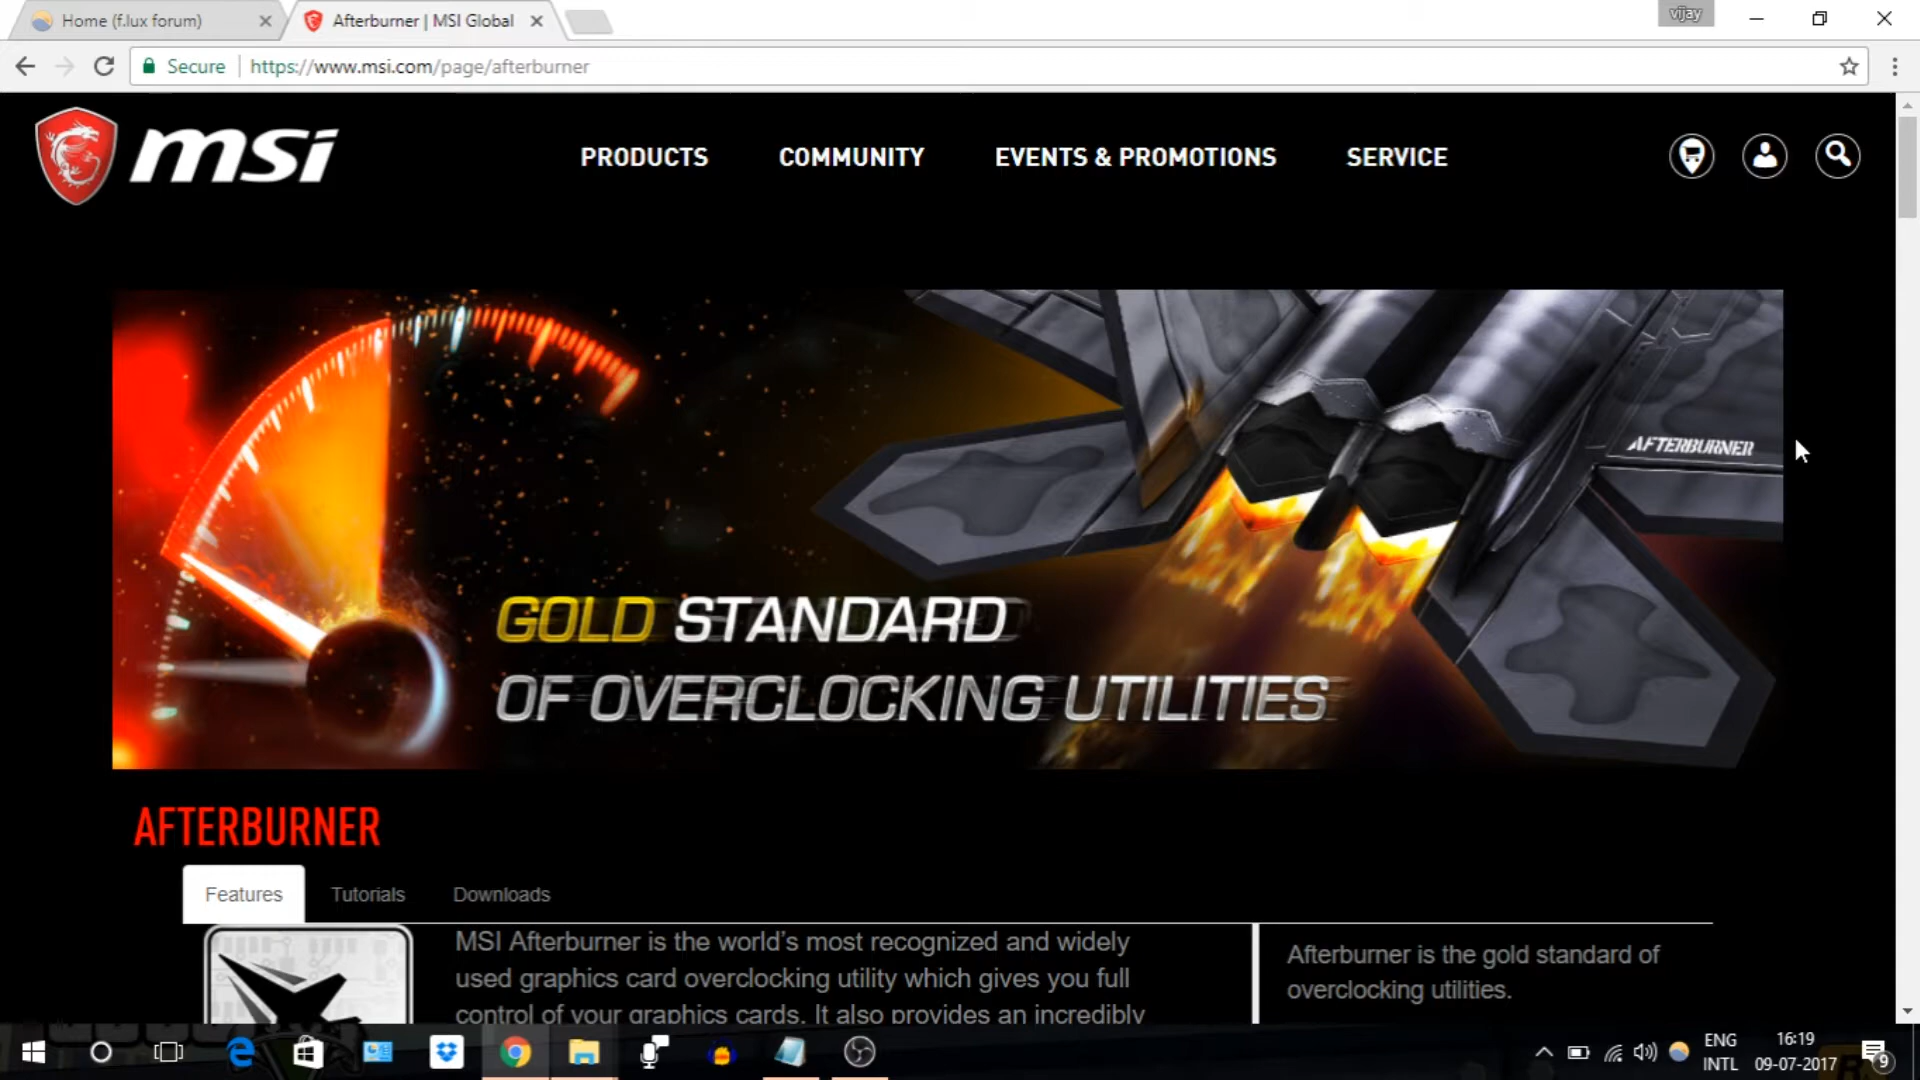 Home (f.lux forum)
Afterburner | MSI Global
vijay
Secure
https://www.msi.com/page/afterburner
msi
PRODUCTS
COMMUNITY
EVENTS & PROMOTIONS
SERVICE
AFTERBURNER
GOLD STANDARD
OF OVERCLOCKING UTILITIES
AFTERBURNER
Features
Tutorials
Downloads
MSI Afterburner is the world's most recognized and widely
used graphics card overclocking utility which gives you full
control of your graphics cards. It also provides an incredibly
Afterburner is the gold standard of
overclocking utilities.
ENG
INTL
16:19
09-07-2017
9